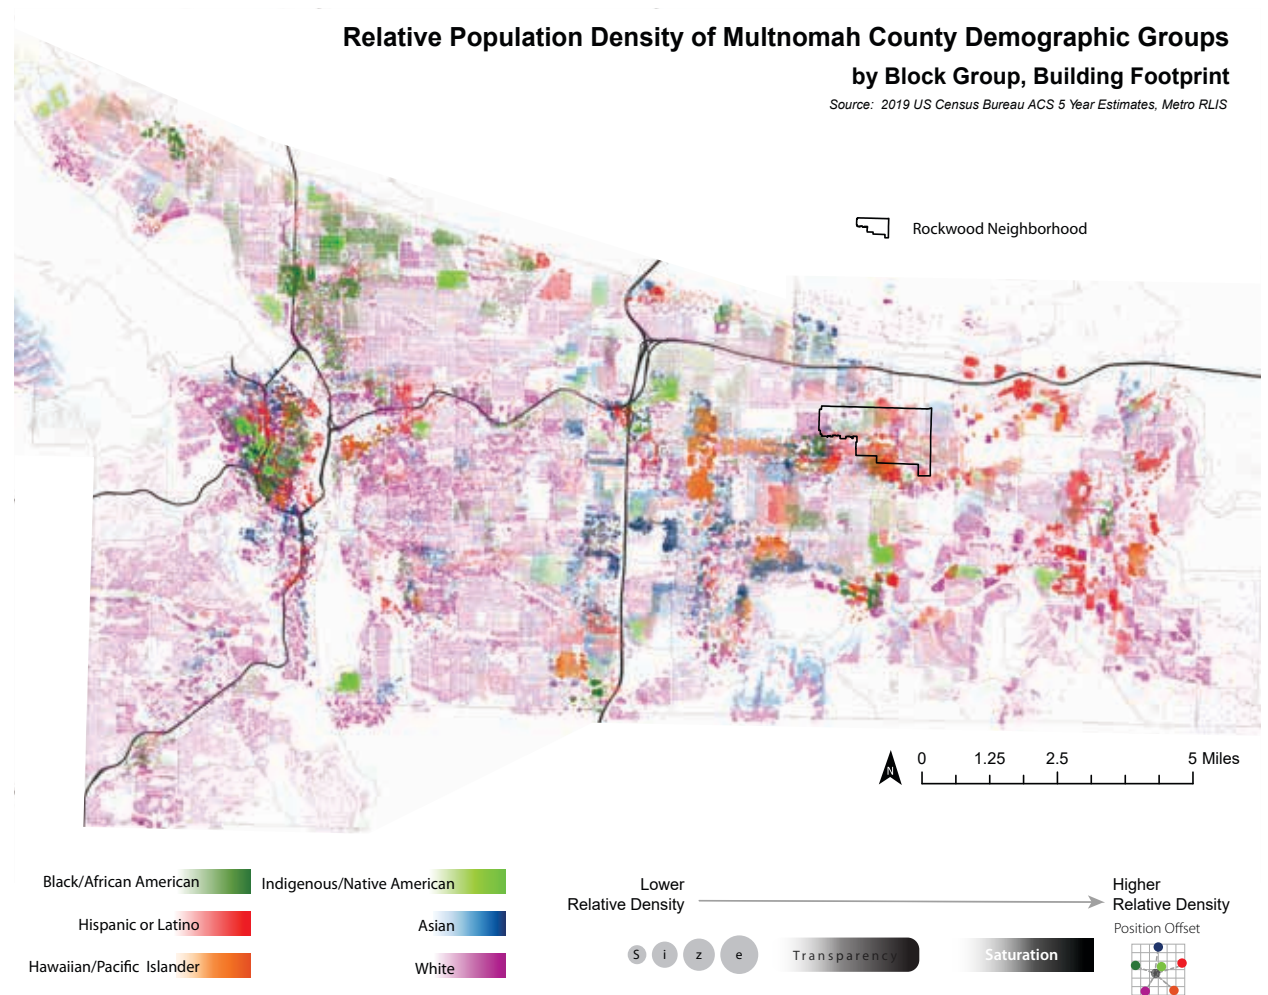 Relative Population Density of Multnomah County Demographic Groups
by Block Group, Building Footprint
Source: 2019 US Census Bureau ACS 5 Year Estimates, Metro RLIS
Rockwood Neighborhood
N
0 1.25 2.5 5 Miles
Black/African American
Indigenous/Native American
Hispanic or Latino
Asian
Hawaiian/Pacific Islander
White
Lower
Relative Density
Higher
Relative Density
Position Offset
S i z e
Transparency
Saturation